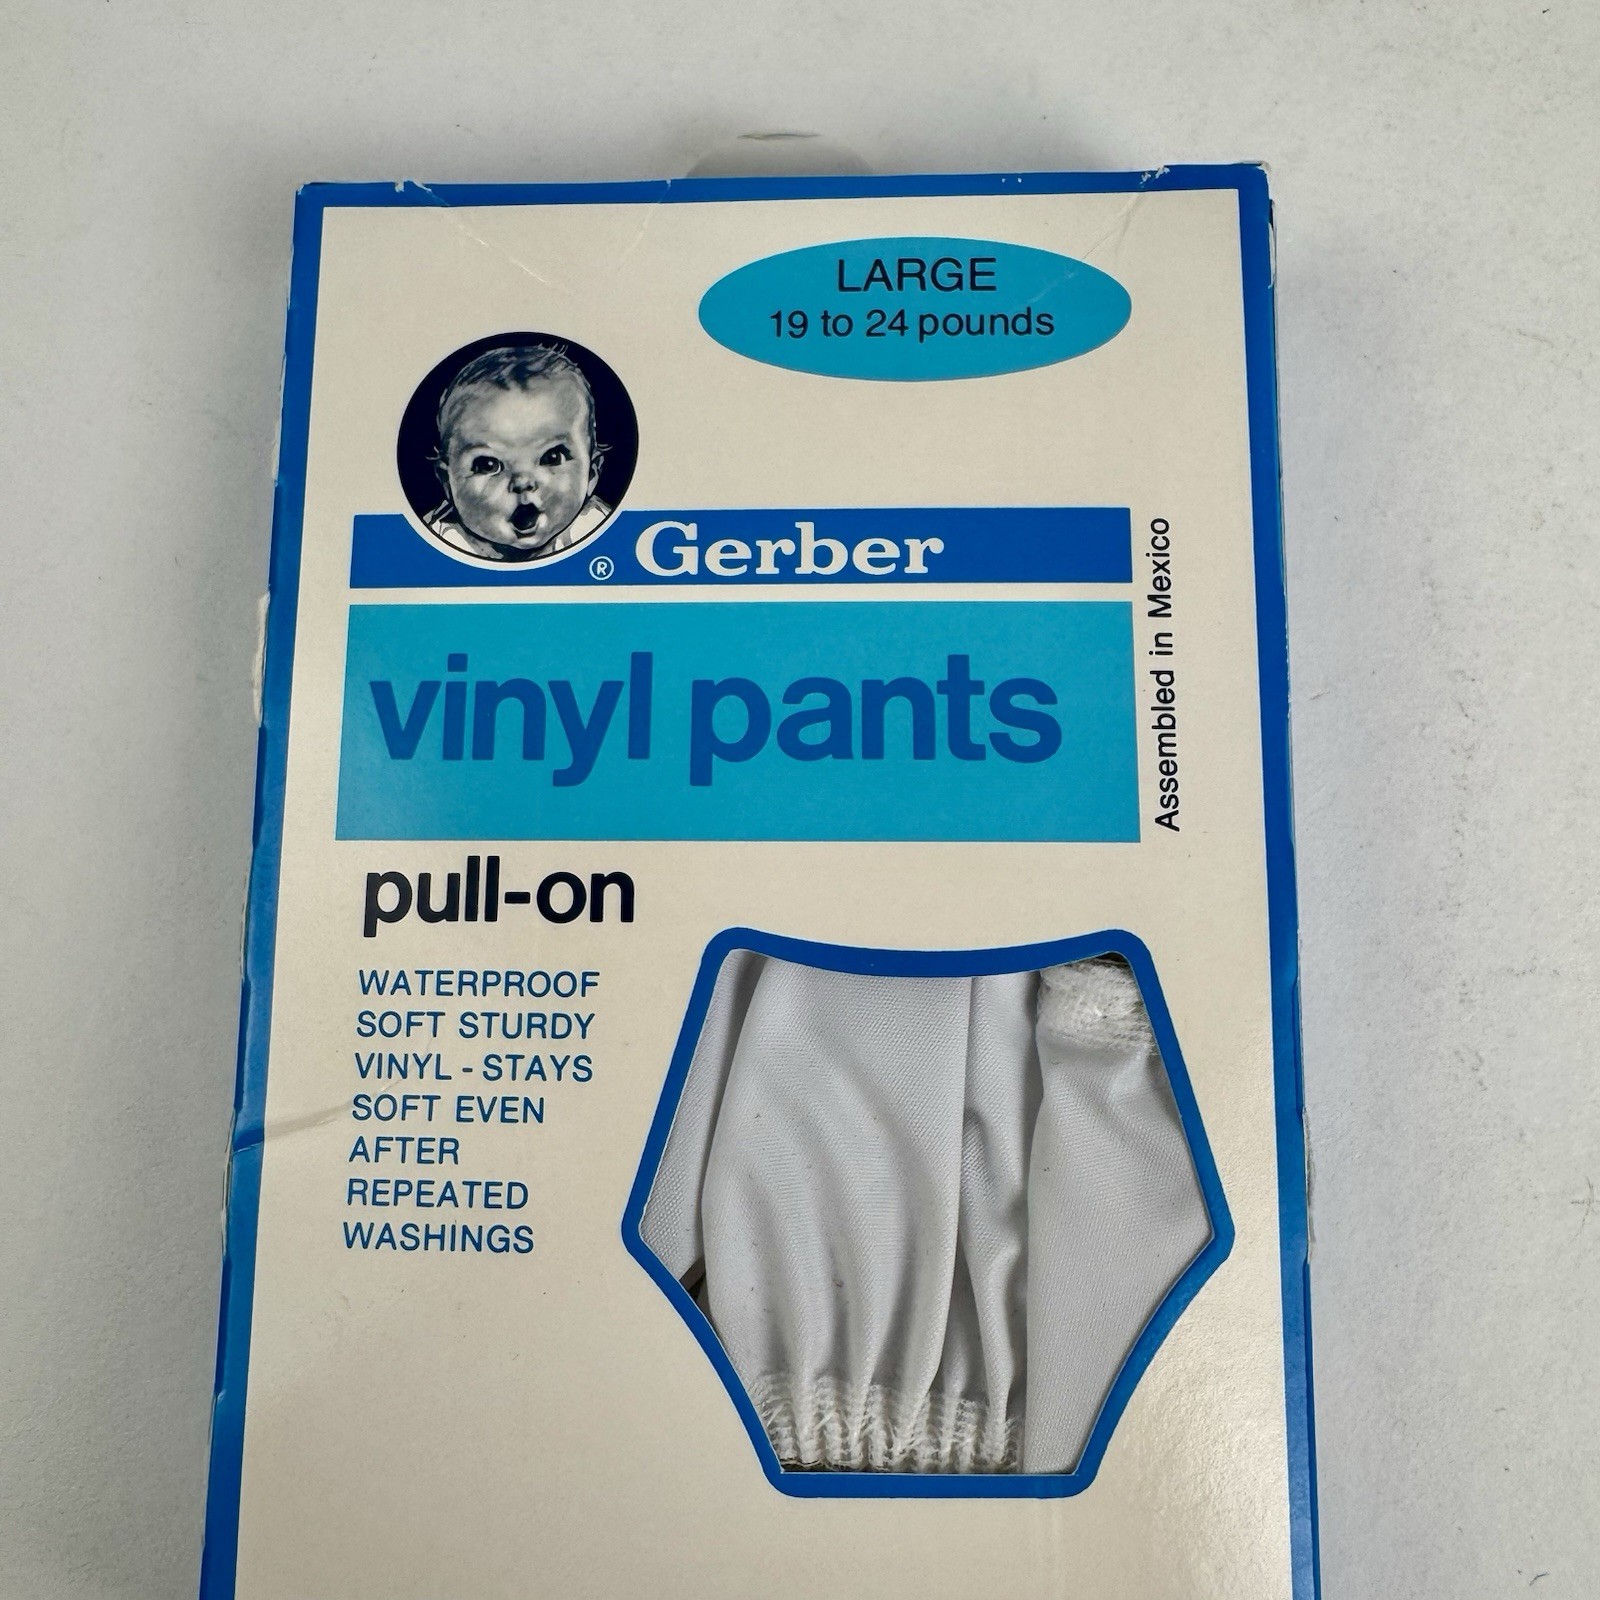 LARGE
19 to 24 pounds
® Gerber
vinyl pants
Assembled in Mexico
pull-on
WATERPROOF
SOFT STURDY
VINYL - STAYS
SOFT EVEN
AFTER
REPEATED
WASHINGS